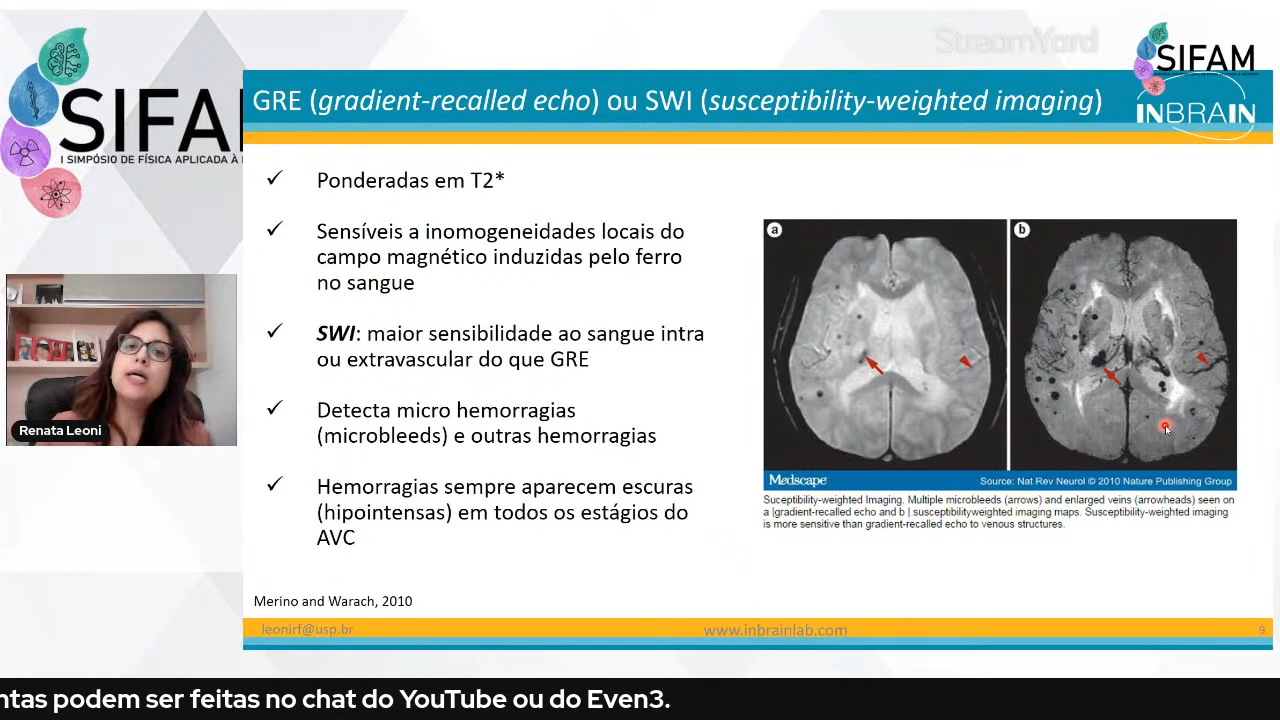 StreamYard
SIFAM
SIFA
I SIMPÓSIO DE FÍSICA APLICADA À
INBRAIN
GRE (gradient-recalled echo) ou SWI (susceptibility-weighted imaging)
✓ Ponderadas em T2*
✓ Sensíveis a inomogeneidades locais do
campo magnético induzidas pelo ferro
no sangue
✓ SWI: maior sensibilidade ao sangue intra
ou extravascular do que GRE
✓ Detecta micro hemorragias
(microbleeds) e outras hemorragias
✓ Hemorragias sempre aparecem escuras
(hipointensas) em todos os estágios do
AVC
a
b
Medscape
Source: Nat Rev Neurol © 2010 Nature Publishing Group
Suceptibility-weighted Imaging. Multiple microbleeds (arrows) and enlarged veins (arrowheads) seen on
a |gradient-recalled echo and b | susceptibilityweighted imaging maps. Susceptibility-weighted imaging
is more sensitive than gradient-recalled echo to venous structures.
Renata Leoni
Merino and Warach, 2010
leonirf@usp.br
www.inbrainlab.com
9
ntas podem ser feitas no chat do YouTube ou do Even3.